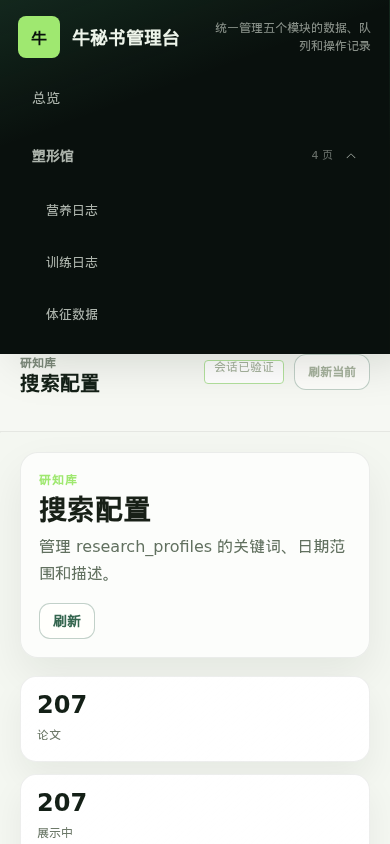 牛
牛秘书管理台
统一管理五个模块的数据、队
列和操作记录
总览
塑形馆
4 页
营养日志
训练日志
体征数据
研知库
搜索配置
会话已验证
刷新当前
研知库
搜索配置
管理 research_profiles 的关键词、日期范
围和描述。
刷新
207
论文
207
展示中